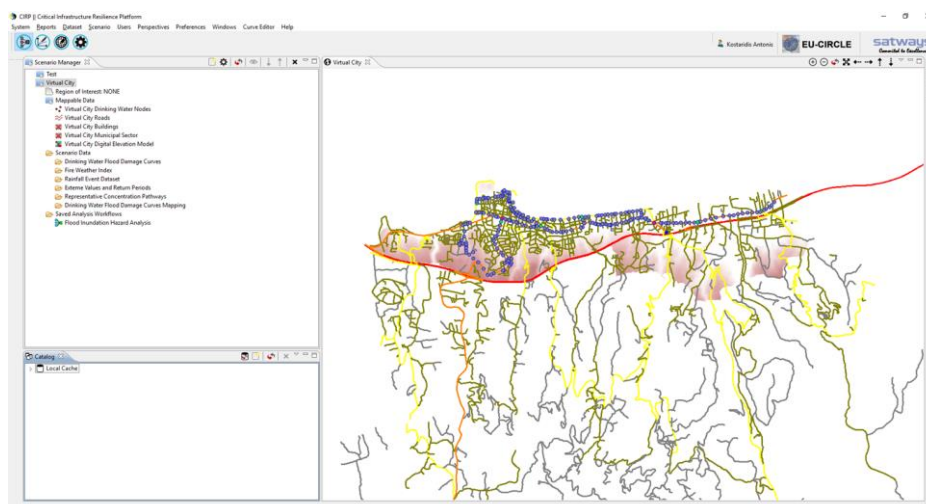 CIRP || Critical Infrastructure Resilience Platform
System Reports Dataset Scenario Users Perspectives Preferences Windows Curve Editor Help
Kostaridis Antonis
EU-CIRCLE
satways
Scenario Manager
Test
Virtual City
Region of Interest: NONE
Mappable Data
Virtual City Drinking Water Nodes
Virtual City Roads
Virtual City Buildings
Virtual City Municipal Sector
Virtual City Digital Elevation Model
Scenario Data
Drinking Water Flood Damage Curves
Fire Weather Index
Rainfall Event Dataset
Exteme Values and Return Periods
Representative Concentration Pathways
Drinking Water Flood Damage Curves Mapping
Saved Analysis Workflows
Flood Inundation Hazard Analysis
Virtual City
Catalog
Local Cache